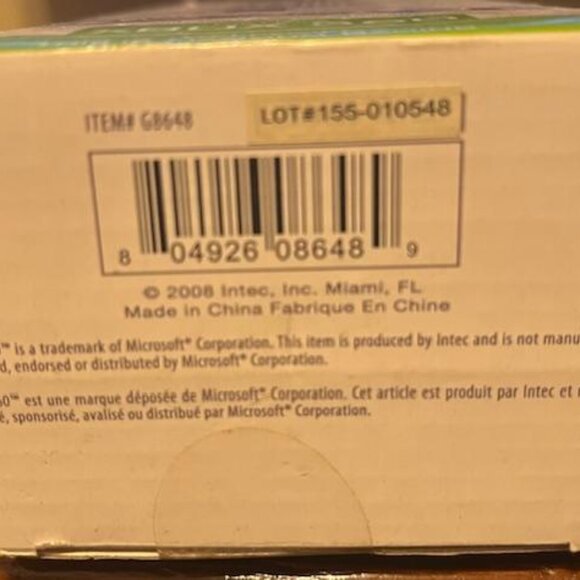 ITEM# G8648
LOT#155-010548
8 04926 08648 9
© 2008 Intec, Inc. Miami, FL
Made in China Fabrique En Chine
™ is a trademark of Microsoft® Corporation. This item is produced by Intec and is not manu
d, endorsed or distributed by Microsoft® Corporation.
60™ est une marque déposée de Microsoft® Corporation. Cet article est produit par Intec et
é, sponsorisé, avalisé ou distribué par Microsoft® Corporation.